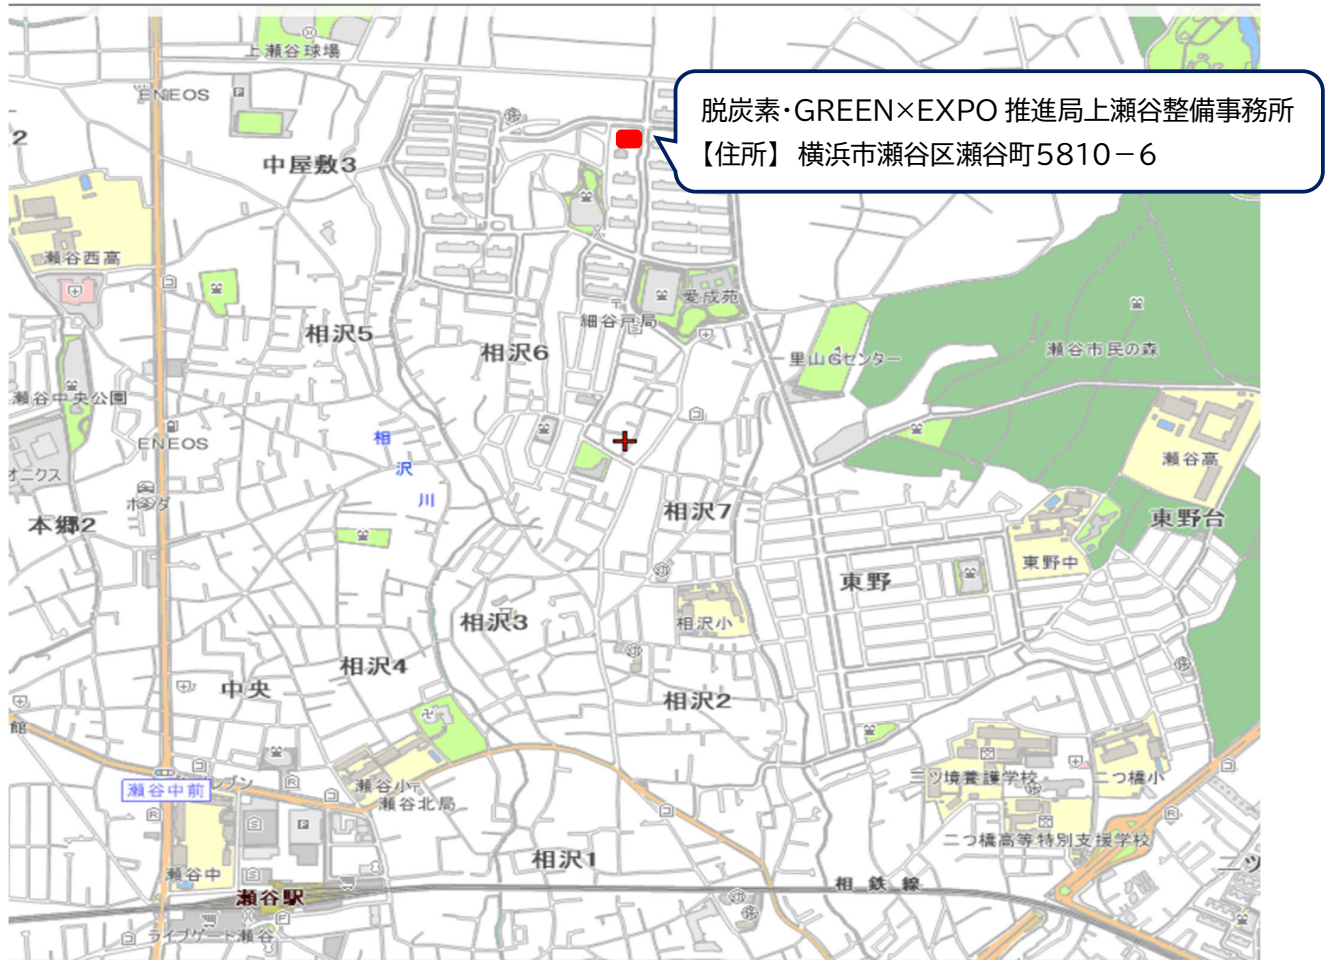 上瀬谷球場
ENEOS
脱炭素・GREEN×EXPO 推進局上瀬谷整備事務所
【住所】 横浜市瀬谷区瀬谷町5810－6
2
中屋敷3
瀬谷西高
愛成苑
細谷戸局
相沢5
相沢6
里山Gセンター
瀬谷市民の森
瀬谷中央公園
ENEOS
相沢川
オニクス
瀬谷高
ホンダ
本郷2
相沢7
東野台
東野中
東野
相沢3
相沢小
相沢4
中央
相沢2
館
瀬谷中前
瀬谷小
瀬谷北局
三ツ境養護学校
二つ橋小
二つ橋高等特別支援学校
相沢1
瀬谷中
相鉄線
瀬谷駅
二ツ
ライブゲート瀬谷